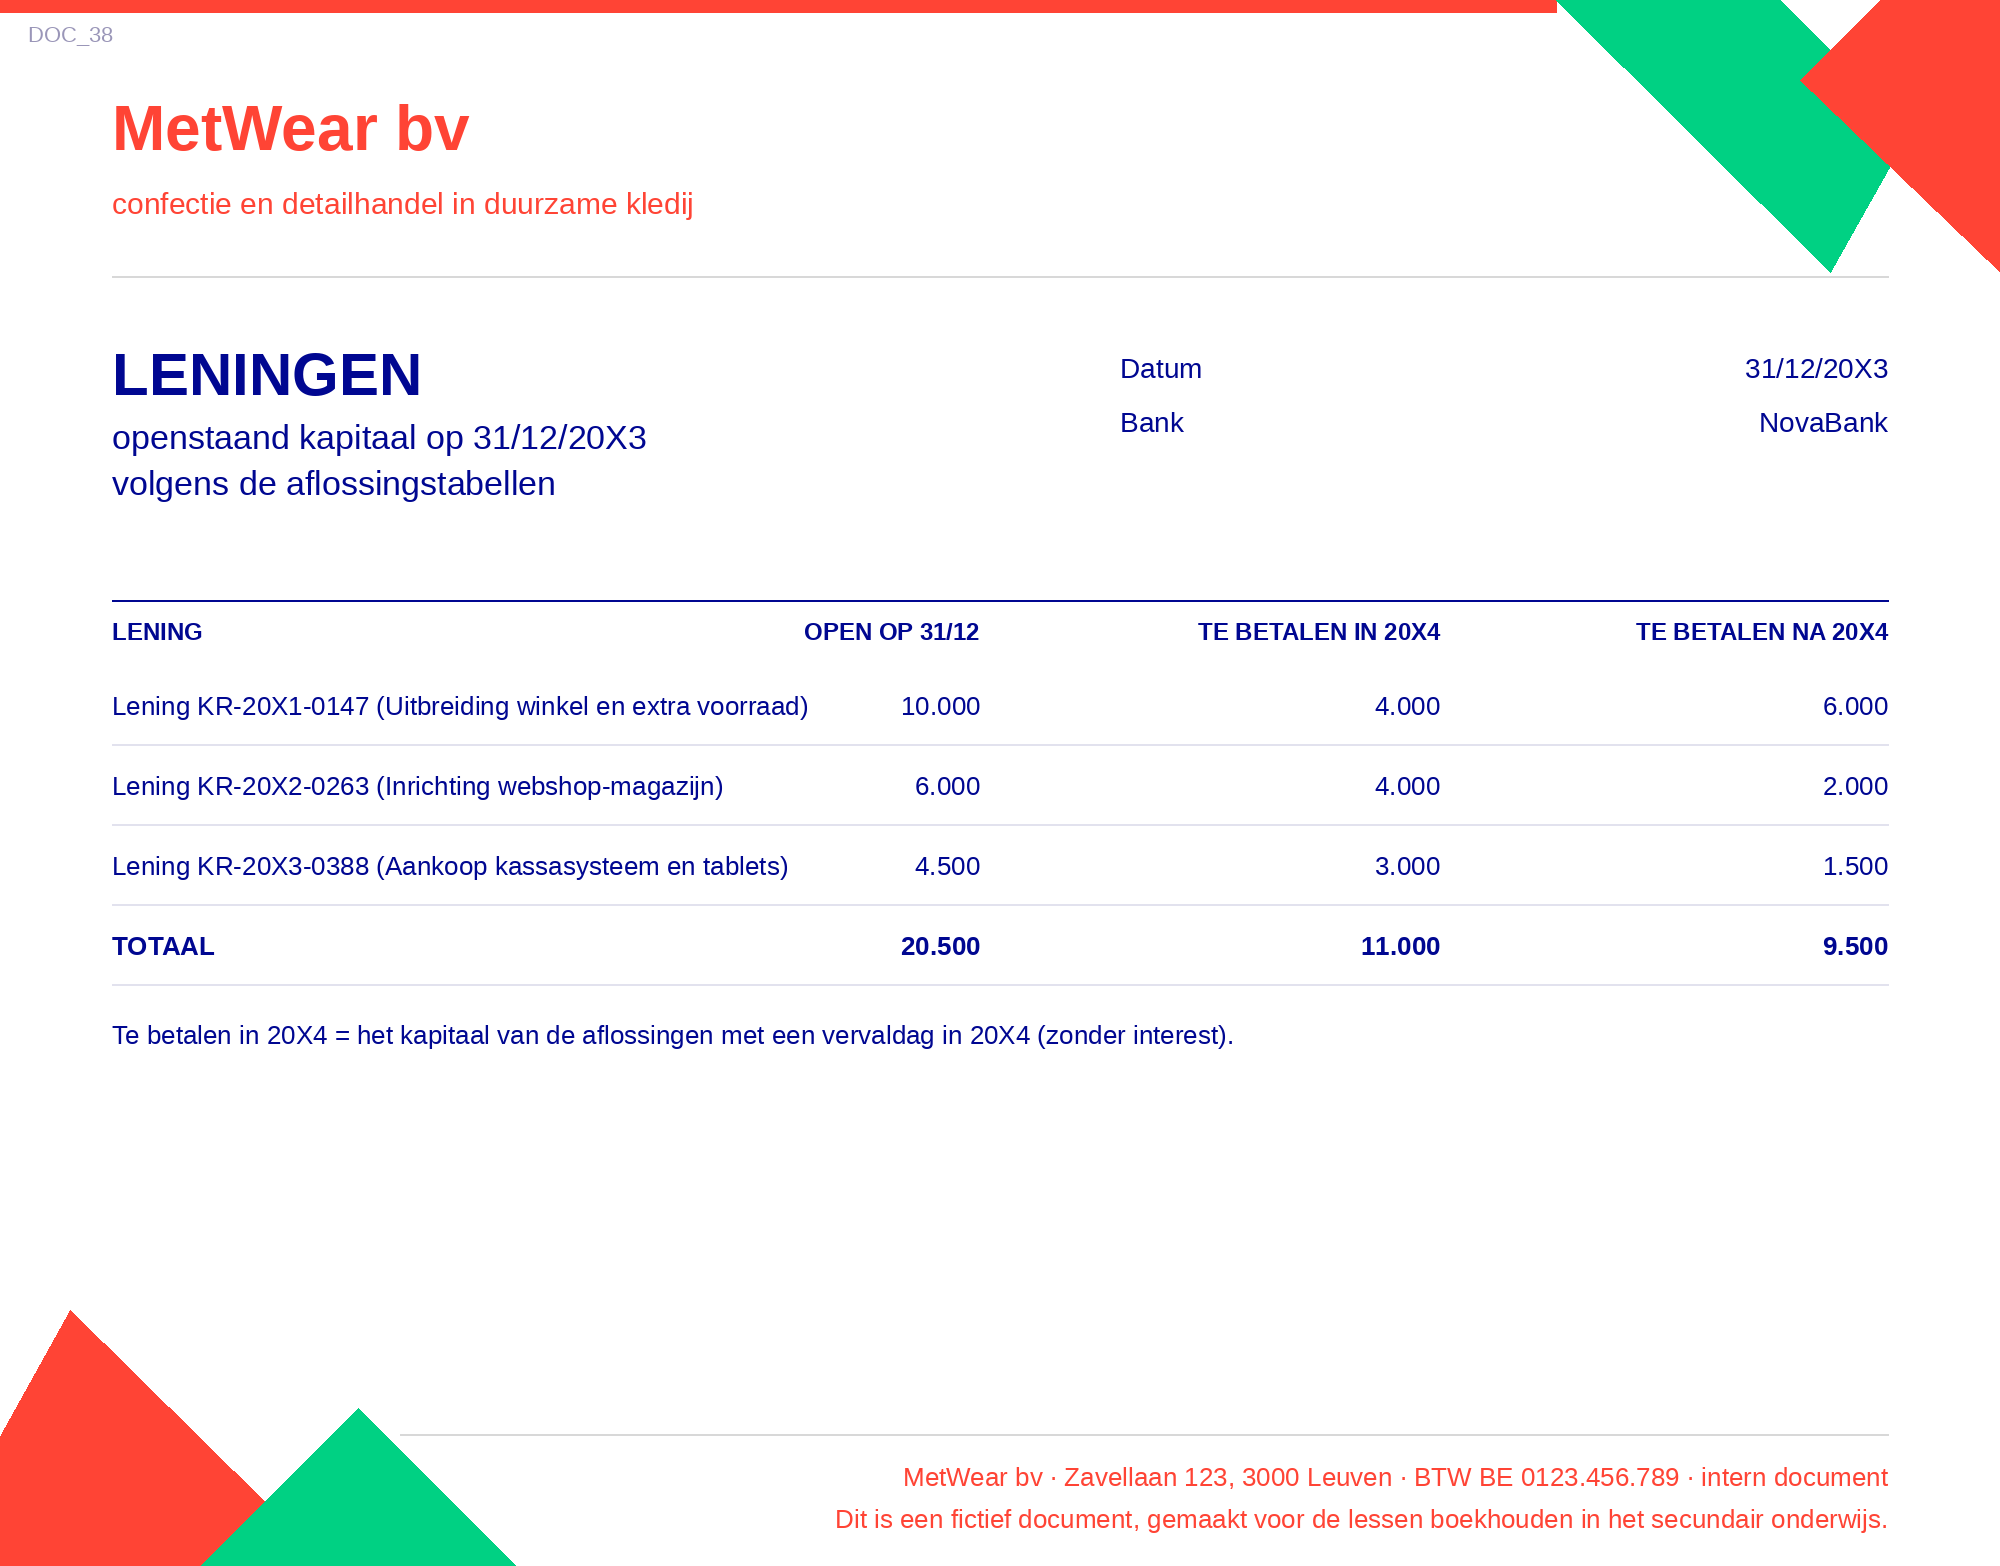 DOC_38
MetWear bv
confectie en detailhandel in duurzame kledij
LENINGEN
openstaand kapitaal op 31/12/20X3
volgens de aflossingstabellen
Datum 31/12/20X3
Bank NovaBank
LENING OPEN OP 31/12 TE BETALEN IN 20X4 TE BETALEN NA 20X4
Lening KR-20X1-0147 (Uitbreiding winkel en extra voorraad) 10.000 4.000 6.000
Lening KR-20X2-0263 (Inrichting webshop-magazijn) 6.000 4.000 2.000
Lening KR-20X3-0388 (Aankoop kassasysteem en tablets) 4.500 3.000 1.500
TOTAAL 20.500 11.000 9.500
Te betalen in 20X4 = het kapitaal van de aflossingen met een vervaldag in 20X4 (zonder interest).
MetWear bv · Zavellaan 123, 3000 Leuven · BTW BE 0123.456.789 · intern document
Dit is een fictief document, gemaakt voor de lessen boekhouden in het secundair onderwijs.